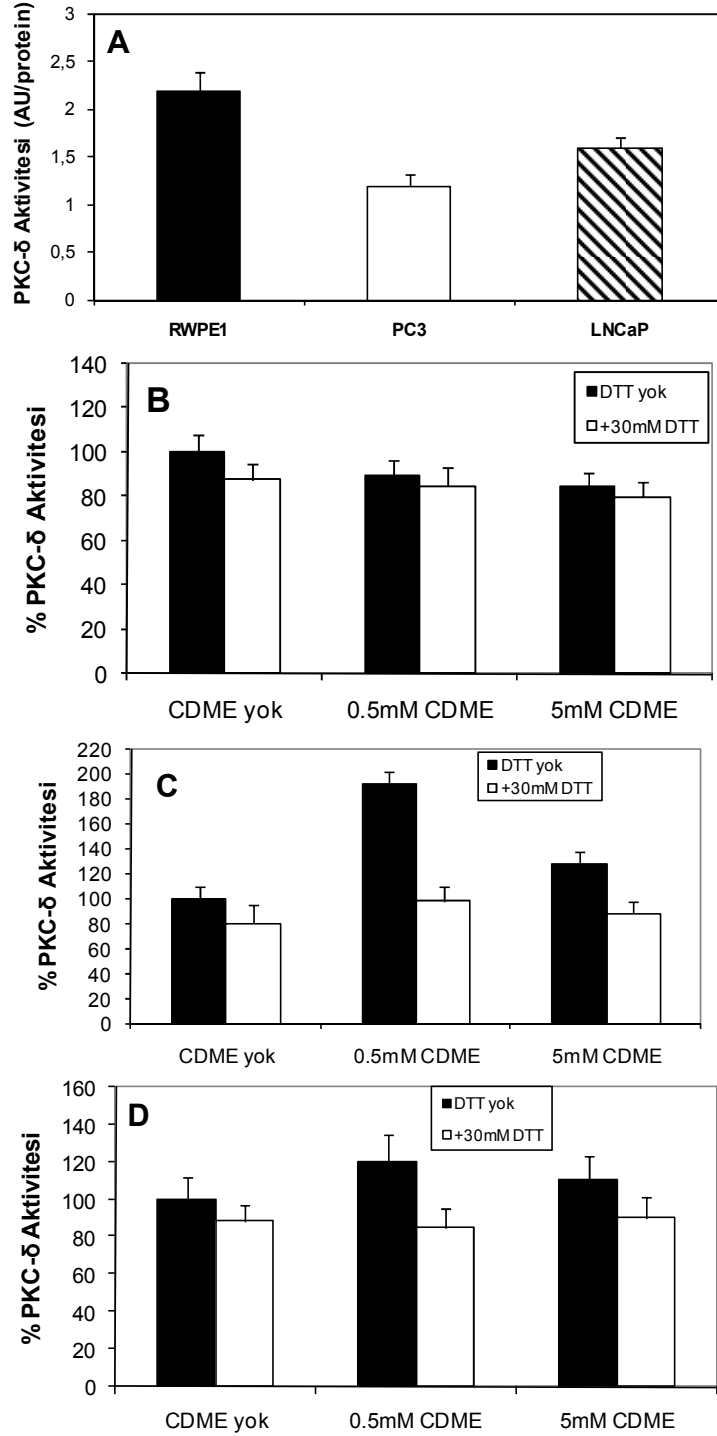 A
PKC-δ Aktivitesi (AU/protein)
3
2,5
2
1,5
1
0,5
0
RWPE1 PC3 LNCaP
B
% PKC-δ Aktivitesi
140
120
100
80
60
40
20
0
DTT yok
+30mM DTT
CDME yok 0.5mM CDME 5mM CDME
C
% PKC-δ Aktivitesi
220
200
180
160
140
120
100
80
60
40
20
0
DTT yok
+30mM DTT
CDME yok 0.5mM CDME 5mM CDME
D
% PKC-δ Aktivitesi
160
140
120
100
80
60
40
20
0
DTT yok
+30mM DTT
CDME yok 0.5mM CDME 5mM CDME